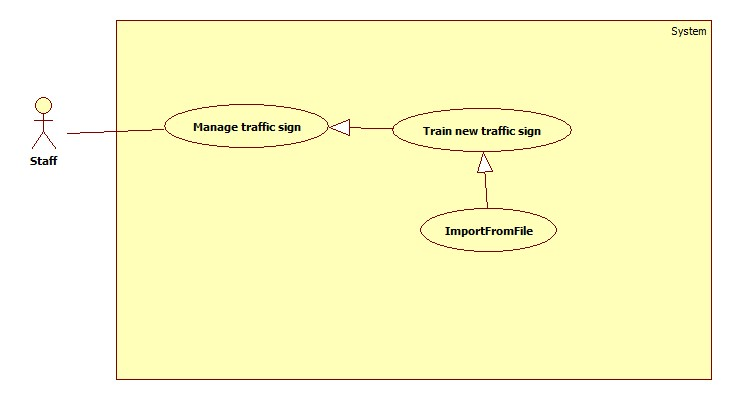 System
Manage traffic sign
Train new traffic sign
Staff
ImportFromFile